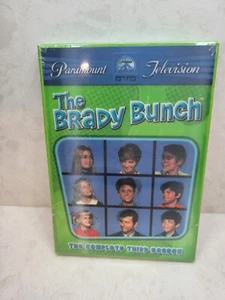 Paramount Television
The
BRADY BUNCH
THE COMPLETE THIRD SEASON